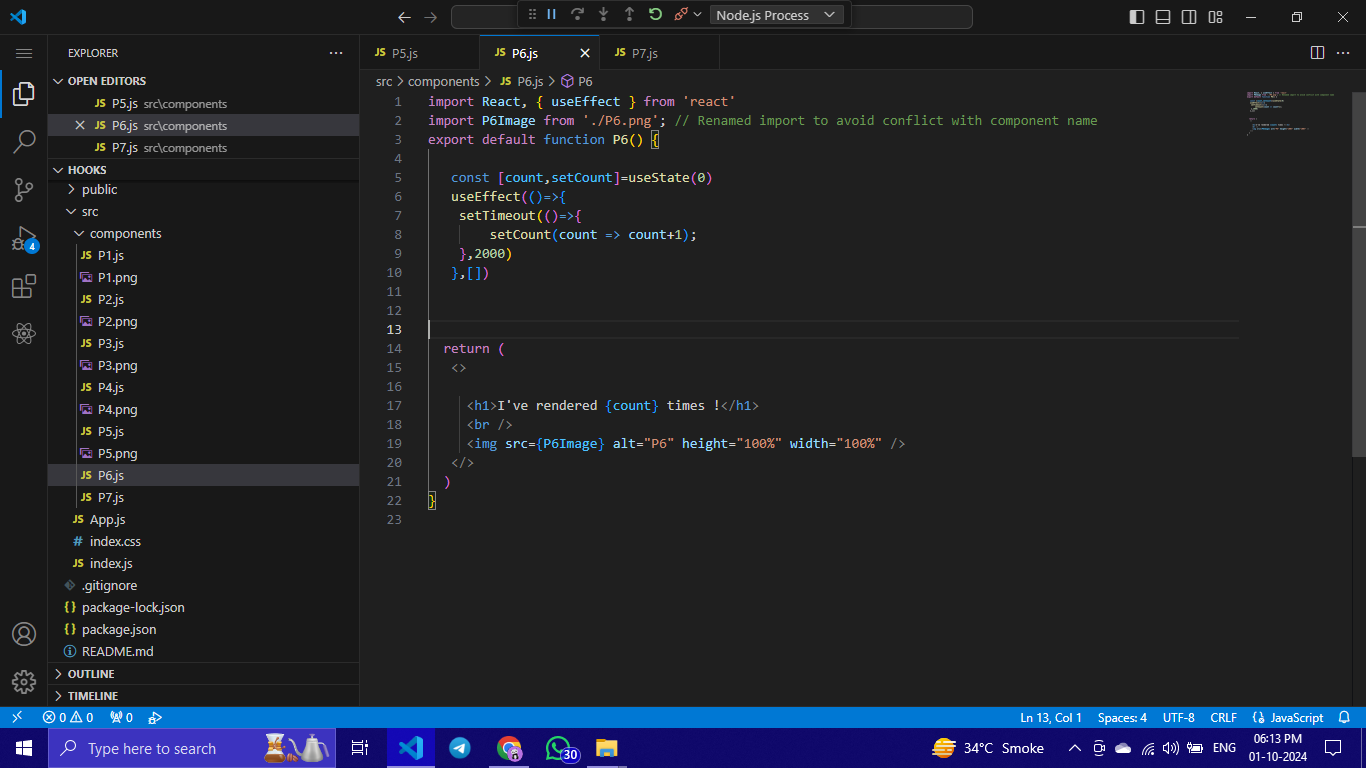 Node.js Process
EXPLORER
OPEN EDITORS
JS P5.js src\components
JS P6.js src\components
JS P7.js src\components
HOOKS
public
src
components
JS P1.js
P1.png
JS P2.js
P2.png
JS P3.js
P3.png
JS P4.js
P4.png
JS P5.js
P5.png
JS P6.js
JS P7.js
JS App.js
# index.css
JS index.js
.gitignore
{} package-lock.json
{} package.json
README.md
OUTLINE
TIMELINE
4
JS P5.js
JS P6.js
JS P7.js
src > components > JS P6.js > P6
1 import React, { useEffect } from 'react'
2 import P6Image from './P6.png'; // Renamed import to avoid conflict with component name
3 export default function P6() {
4
5 const [count,setCount]=useState(0)
6 useEffect(()=>{
7 setTimeout(()=>{
8 setCount(count => count+1);
9 },2000)
10 },[])
11
12
13
14 return (
15 <>
16
17 <h1>I've rendered {count} times !</h1>
18 <br />
19 <img src={P6Image} alt="P6" height="100%" width="100%" />
20 </>
21 )
22 }
23
0 0 0
Ln 13, Col 1 Spaces: 4 UTF-8 CRLF {} JavaScript
Type here to search
30
34°C Smoke
ENG
06:13 PM
01-10-2024